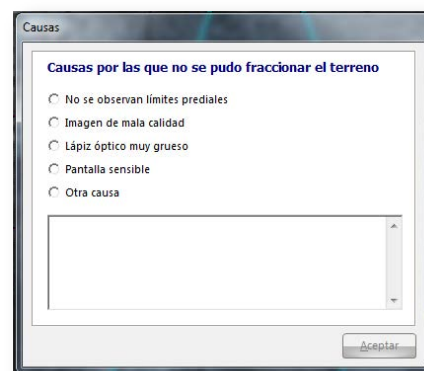 Causas
Causas por las que no se pudo fraccionar el terreno
No se observan límites prediales
Imagen de mala calidad
Lápiz óptico muy grueso
Pantalla sensible
Otra causa
Aceptar